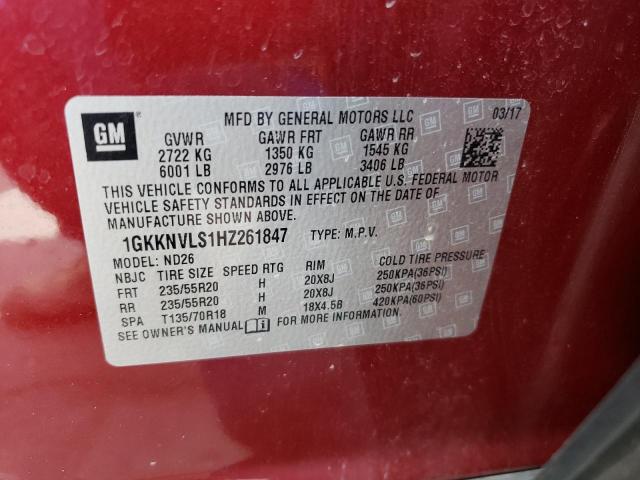 MFD BY GENERAL MOTORS LLC 03/17
GM
GVWR GAWR FRT GAWR RR
2722 KG 1350 KG 1545 KG
6001 LB 2976 LB 3406 LB
THIS VEHICLE CONFORMS TO ALL APPLICABLE U.S. FEDERAL MOTOR
VEHICLE SAFETY STANDARDS IN EFFECT ON THE DATE OF
MANUFACTURE SHOWN ABOVE.
1GKKNVLS1HZ261847 TYPE: M.P.V.
MODEL: ND26
NBJC TIRE SIZE SPEED RTG RIM COLD TIRE PRESSURE
FRT 235/55R20 H 20X8J 250KPA(36PSI)
RR 235/55R20 H 20X8J 250KPA(36PSI)
SPA T135/70R18 M 18X4.5B 420KPA(60PSI)
SEE OWNER'S MANUAL FOR MORE INFORMATION.